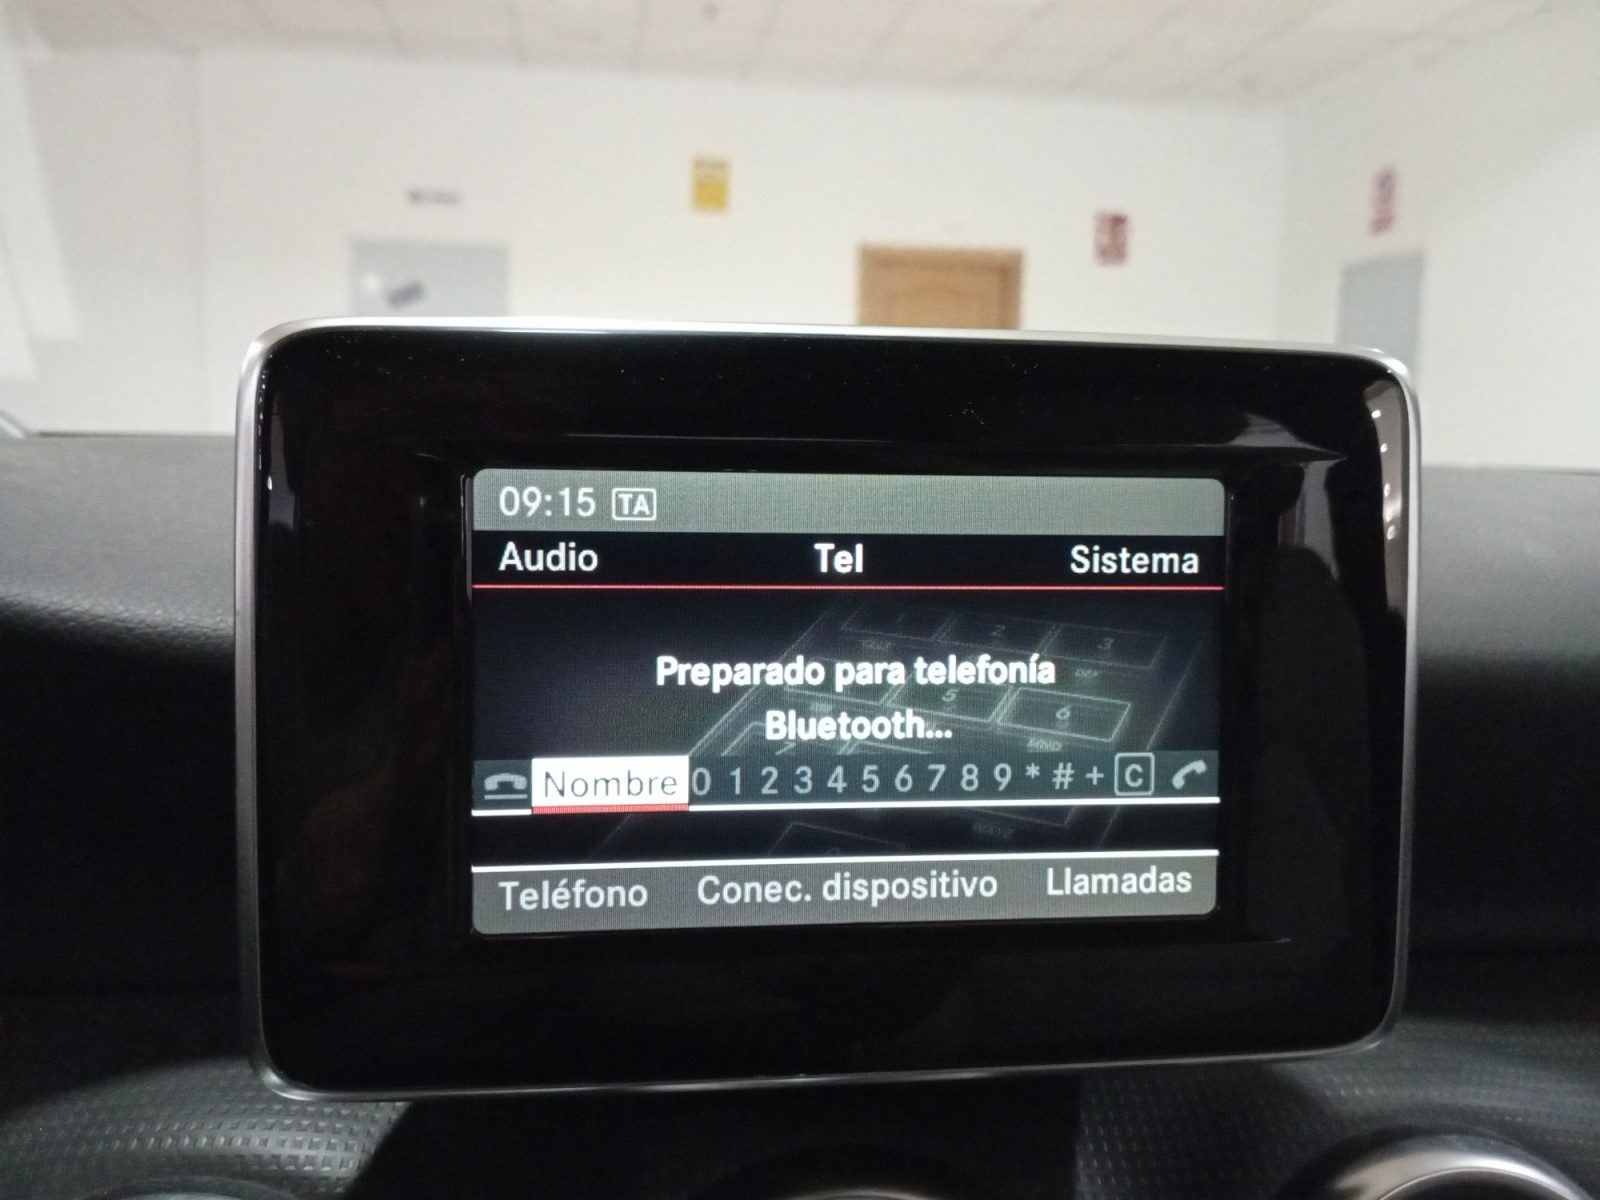 09:15 TA
Audio Tel Sistema
Preparado para telefonía
Bluetooth...
Nombre 0 1 2 3 4 5 6 7 8 9 * # + C
Teléfono Conec. dispositivo Llamadas